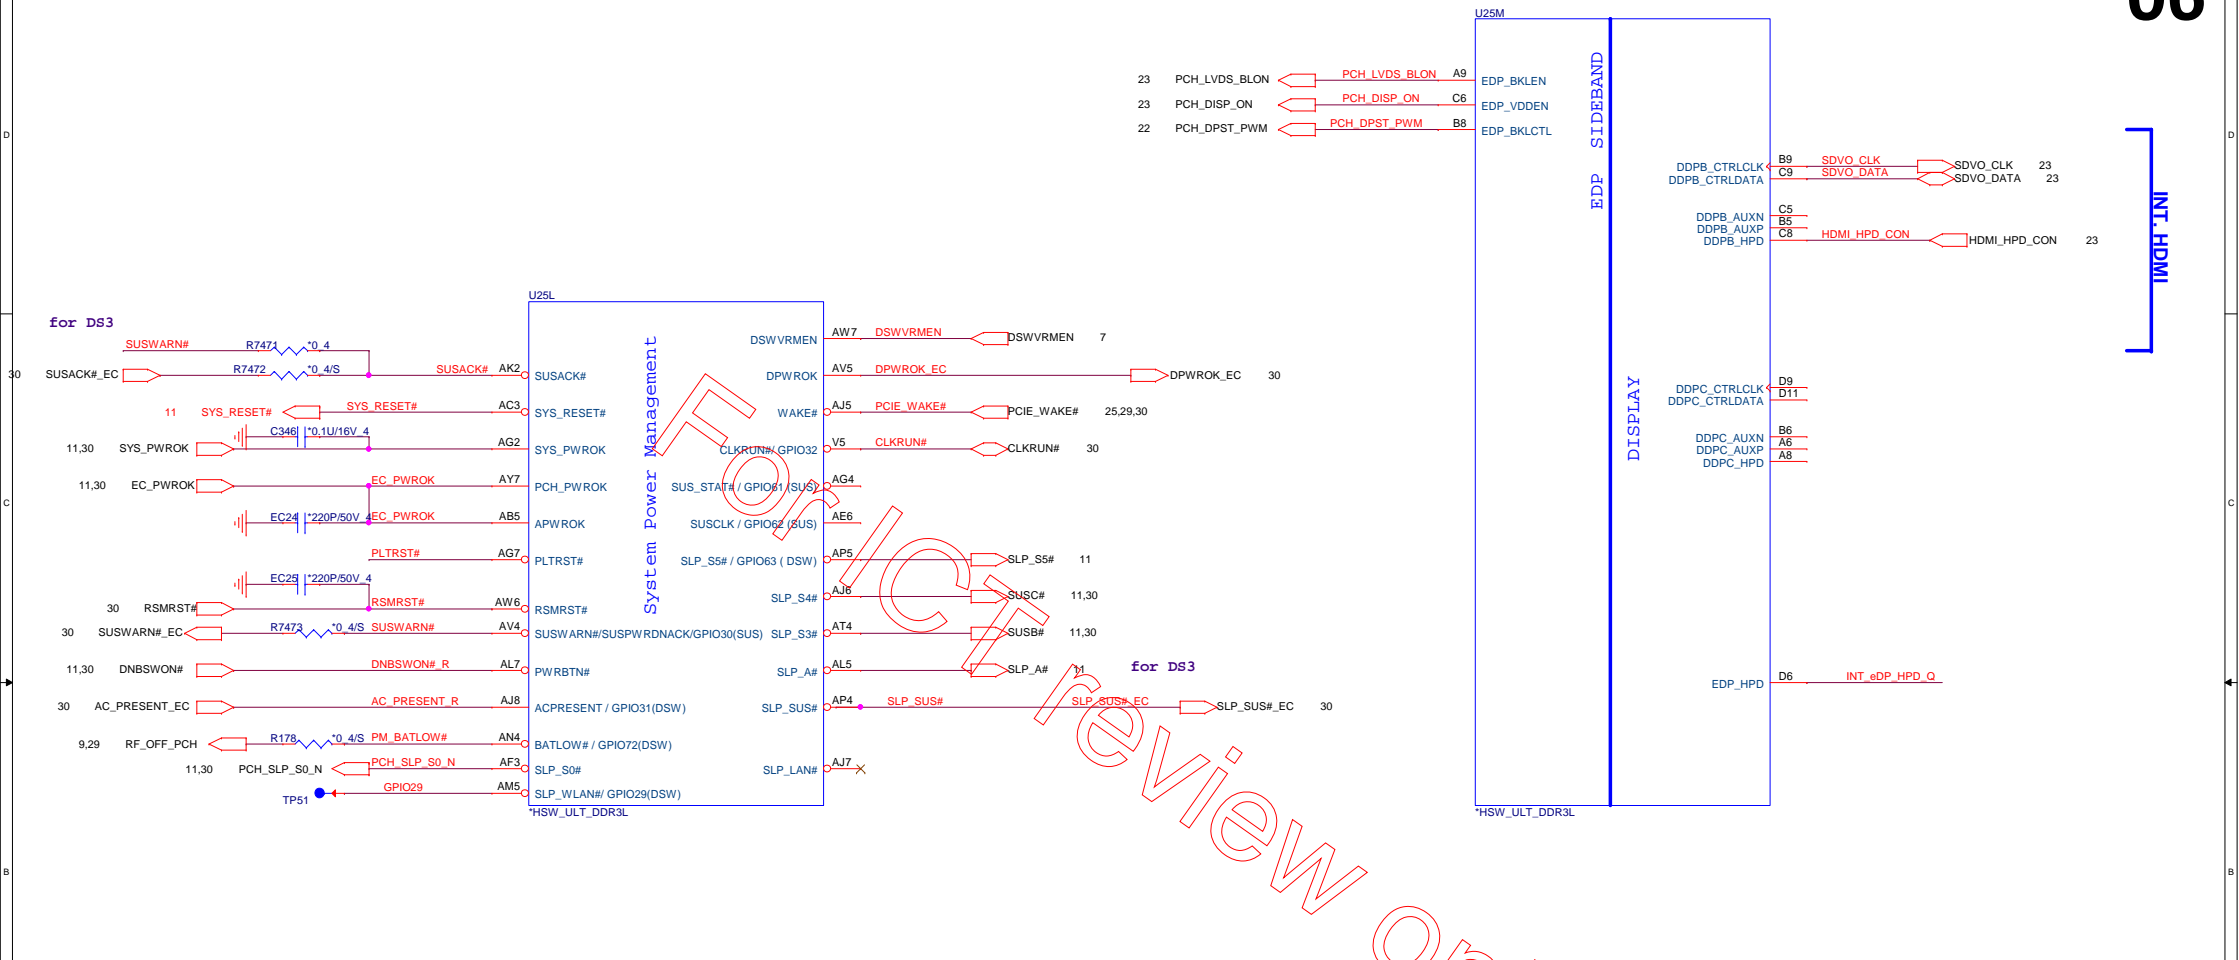 06
U25M
23 PCH_LVDS_BLON PCH_LVDS_BLON A9 EDP_BKLEN
23 PCH_DISP_ON PCH_DISP_ON C6 EDP_VDDEN
22 PCH_DPST_PWM PCH_DPST_PWM B8 EDP_BKLCTL
EDP SIDEBAND
DISPLAY
D
D
DDPB_CTRLCLK B9 SDVO_CLK SDVO_CLK 23
DDPB_CTRLDATA C9 SDVO_DATA SDVO_DATA 23
DDPB_AUXN C5
DDPB_AUXP B5
DDPB_HPD C8 HDMI_HPD_CON HDMI_HPD_CON 23
INT. HDMI
DDPC_CTRLCLK D9
DDPC_CTRLDATA D11
DDPC_AUXN B6
DDPC_AUXP A6
DDPC_HPD A8
EDP_HPD D6 INT_eDP_HPD_Q
*HSW_ULT_DDR3L
U25L
System Power Management
for DS3
SUSWARN# R7471 *0_4
30 SUSACK#_EC R7472 *0_4/S SUSACK# AK2 SUSACK#
11 SYS_RESET# SYS_RESET# AC3 SYS_RESET#
C346 *0.1U/16V_4
11,30 SYS_PWROK AG2 SYS_PWROK
11,30 EC_PWROK EC_PWROK AY7 PCH_PWROK
EC24 *220P/50V_4 EC_PWROK AB5 APWROK
PLTRST# AG7 PLTRST#
EC25 *220P/50V_4
30 RSMRST# RSMRST# AW6 RSMRST#
30 SUSWARN#_EC R7473 *0_4/S SUSWARN# AV4 SUSWARN#/SUSPWRDNACK/GPIO30(SUS)
11,30 DNBSWON# DNBSWON#_R AL7 PWRBTN#
30 AC_PRESENT_EC AC_PRESENT_R AJ8 ACPRESENT / GPIO31(DSW)
9,29 RF_OFF_PCH R178 *0_4/S PM_BATLOW# AN4 BATLOW# / GPIO72(DSW)
11,30 PCH_SLP_S0_N PCH_SLP_S0_N AF3 SLP_S0#
TP51 GPIO29 AM5 SLP_WLAN#/ GPIO29(DSW)
*HSW_ULT_DDR3L
DSWVRMEN AW7 DSWVRMEN DSWVRMEN 7
DPWROK AV5 DPWROK_EC DPWROK_EC 30
WAKE# AJ5 PCIE_WAKE# PCIE_WAKE# 25,29,30
CLKRUN#/ GPIO32 V5 CLKRUN# CLKRUN# 30
SUS_STAT# / GPIO61 (SUS) AG4
SUSCLK / GPIO62 (SUS) AE6
SLP_S5# / GPIO63 ( DSW) AP5 SLP_S5# 11
SLP_S4# AJ6 SUSC# 11,30
SLP_S3# AT4 SUSB# 11,30
SLP_A# AL5 SLP_A# 11
for DS3
SLP_SUS# AP4 SLP_SUS# SLP_SUS#_EC SLP_SUS#_EC 30
SLP_LAN# AJ7
C
C
B
B
For ICT review